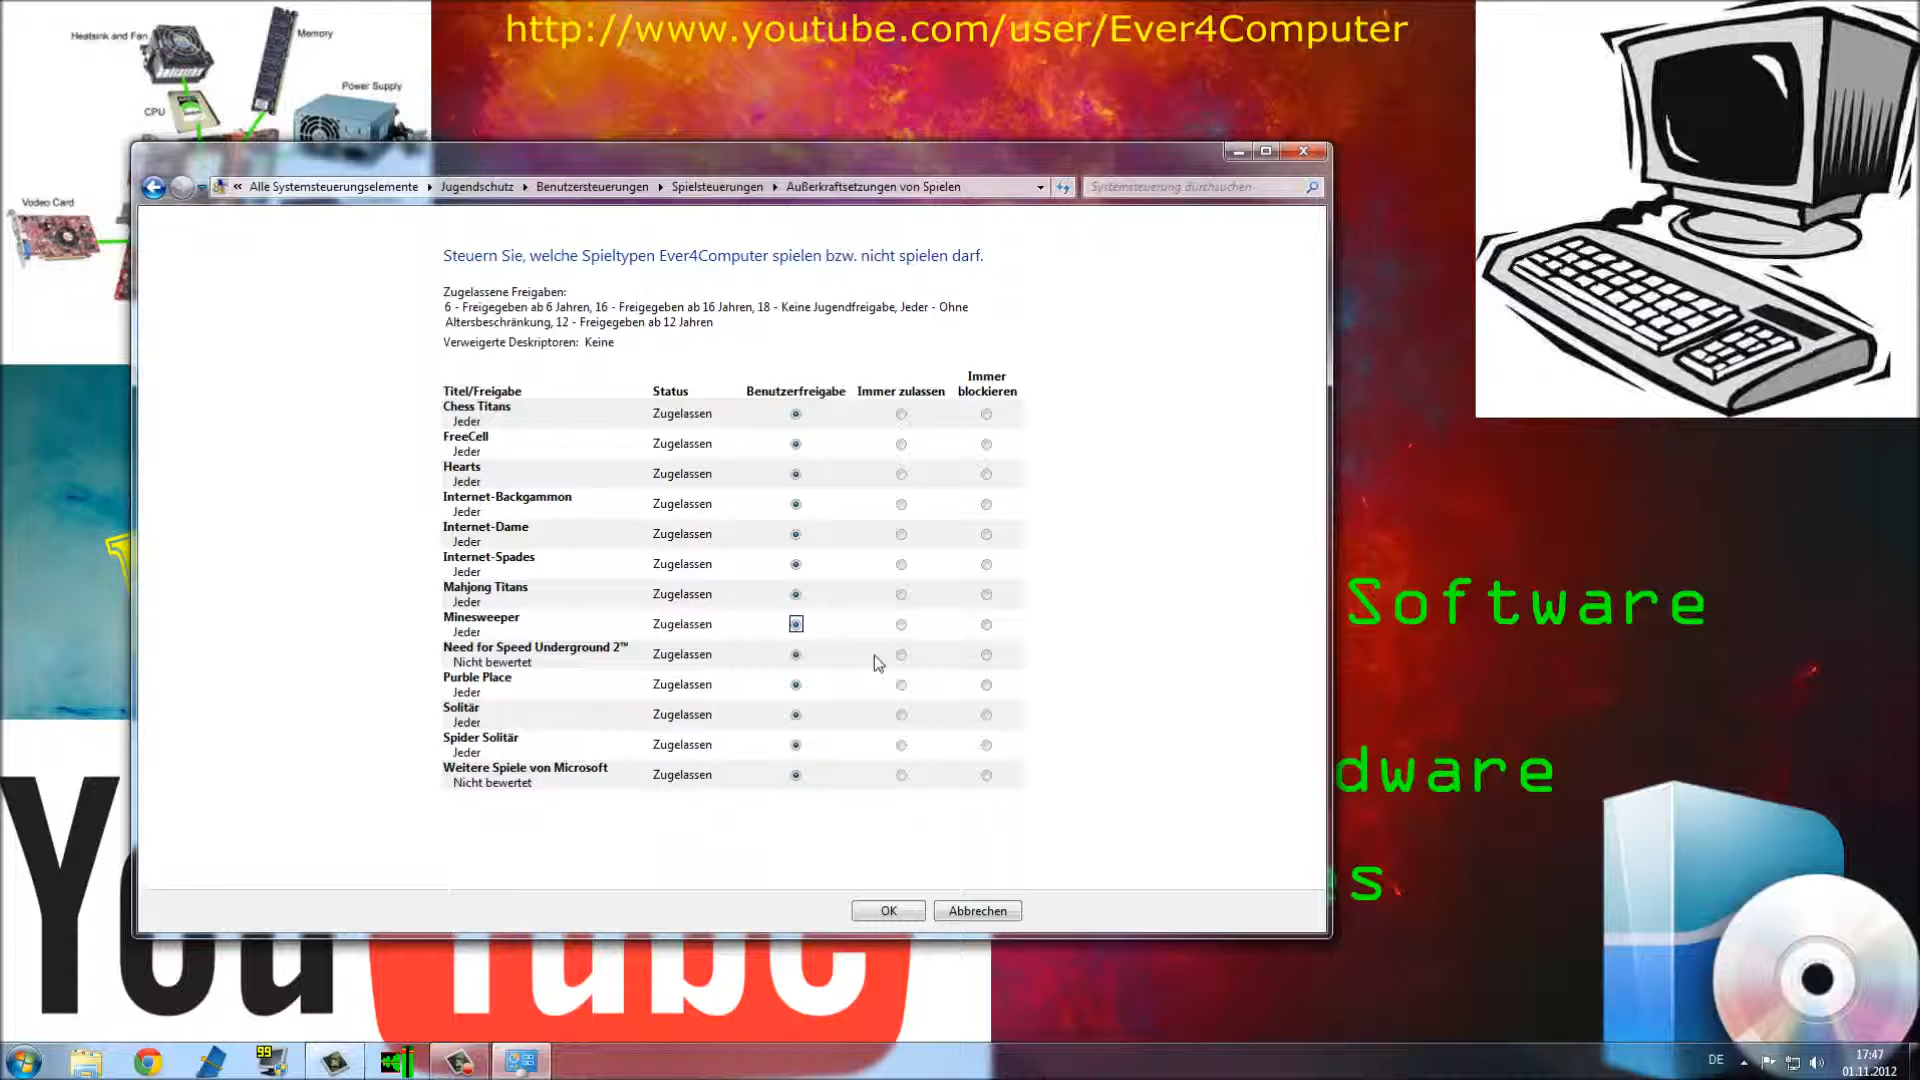 http://www.youtube.com/user/Ever4Computer
Heatsink and Fan
Memory
CPU
Power Supply
Vodeo Card
« Alle Systemsteuerungselemente Jugendschutz Benutzersteuerungen Spielsteuerungen Außerkraftsetzungen von Spielen
Systemsteuerung durchsuchen
Steuern Sie, welche Spieltypen Ever4Computer spielen bzw. nicht spielen darf.
Zugelassene Freigaben:
6 - Freigegeben ab 6 Jahren, 16 - Freigegeben ab 16 Jahren, 18 - Keine Jugendfreigabe, Jeder - Ohne
Altersbeschränkung, 12 - Freigegeben ab 12 Jahren
Verweigerte Deskriptoren: Keine
Titel/Freigabe Status Benutzerfreigabe Immer zulassen Immer blockieren
Chess Titans
Jeder
Zugelassen
FreeCell
Jeder
Zugelassen
Hearts
Jeder
Zugelassen
Internet-Backgammon
Jeder
Zugelassen
Internet-Dame
Jeder
Zugelassen
Internet-Spades
Jeder
Zugelassen
Mahjong Titans
Jeder
Zugelassen
Minesweeper
Jeder
Zugelassen
Need for Speed Underground 2™
Nicht bewertet
Zugelassen
Purble Place
Jeder
Zugelassen
Solitär
Jeder
Zugelassen
Spider Solitär
Jeder
Zugelassen
Weitere Spiele von Microsoft
Nicht bewertet
Zugelassen
OK
Abbrechen
Software
dware
s
YouTube
99
DE
17:47
01.11.2012